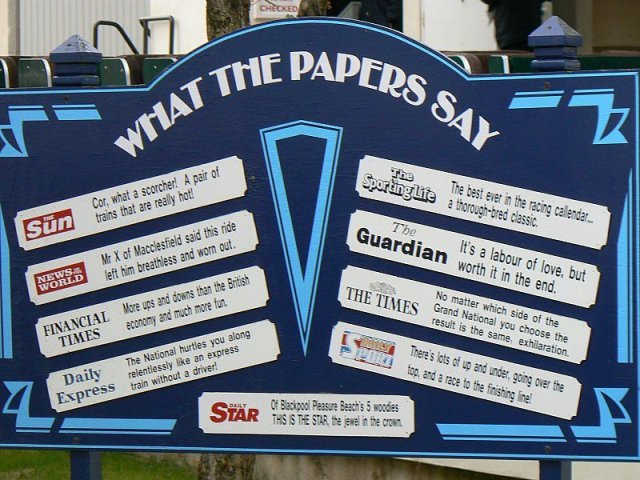 CHECKED
WHAT THE PAPERS SAY
THE Sun
Cor, what a scorcher! A pair of
trains that are really hot!
NEWS OF THE WORLD
Mr X of Macclesfield said this ride
left him breathless and worn out.
FINANCIAL TIMES
More ups and downs than the British
economy and much more fun.
Daily Express
The National hurtles you along
relentlessly like an express
train without a driver!
The Sporting Life
The best ever in the racing callendar...
a thorough-bred classic.
The Guardian
It's a labour of love, but
worth it in the end.
THE TIMES
No matter which side of the
Grand National you choose the
result is the same, exhilaration.
DAILY SPORT
There's lots of up and under, going over the
top, and a race to the finishing line!
DAILY STAR
Of Blackpool Pleasure Beach's 5 woodies
THIS IS THE STAR, the jewel in the crown.